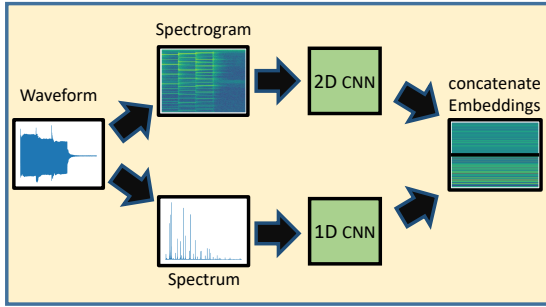 Spectrogram
Waveform
2D CNN
concatenate
Embeddings
1D CNN
Spectrum